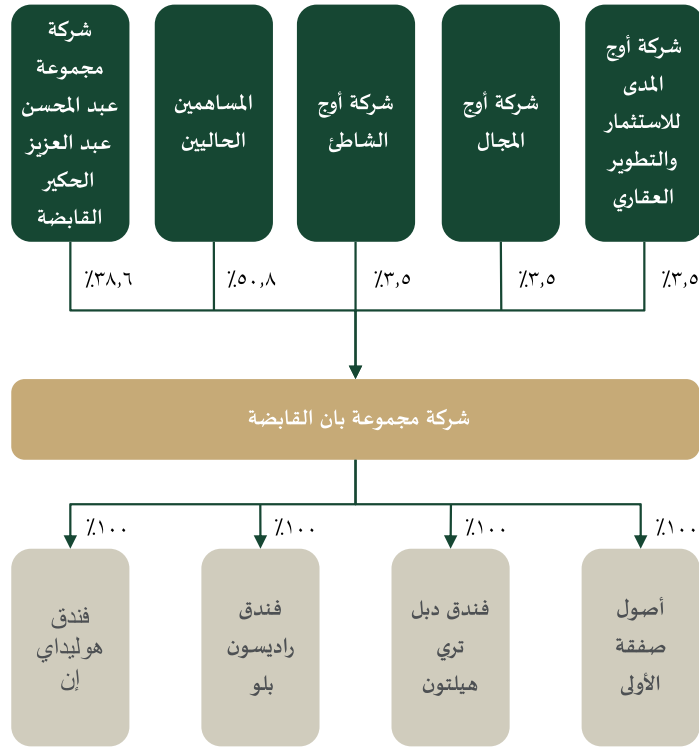 شركة أوج
المدى
للاستثمار
والتطوير
العقاري
شركة أوج
المجال
شركة أوج
الشاطئ
المساهمين
الحاليين
شركة
مجموعة
عبد المحسن
عبد العزيز
الحكير
القابضة
٪٣,٥
٪٣,٥
٪٣,٥
٪٥٠,٨
٪٣٨,٦
شركة مجموعة بان القابضة
٪١٠٠
٪١٠٠
٪١٠٠
٪١٠٠
أصول
صفقة
الأولى
فندق دبل
تري
هيلتون
فندق
راديسون
بلو
فندق
هوليداي
إن